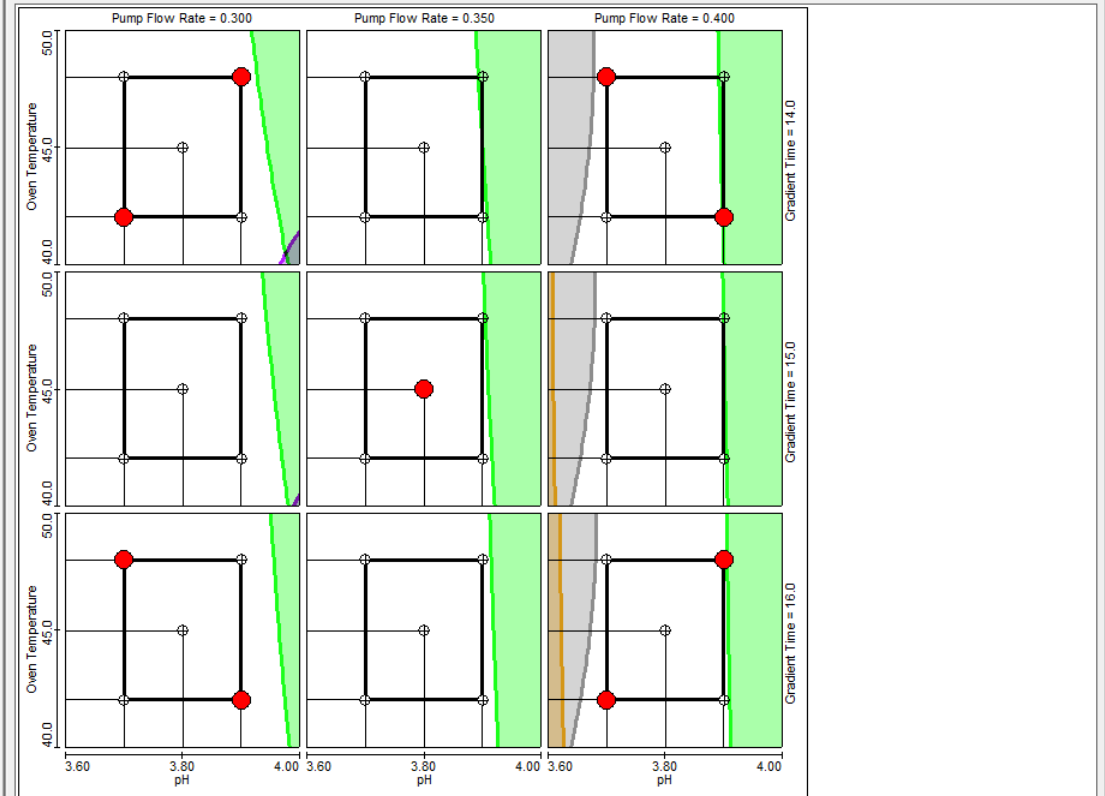 Pump Flow Rate = 0.300
Pump Flow Rate = 0.350
Pump Flow Rate = 0.400
50.0
45.0
40.0
Oven Temperature
Gradient Time = 14.0
50.0
45.0
40.0
Oven Temperature
Gradient Time = 15.0
50.0
45.0
40.0
Oven Temperature
Gradient Time = 16.0
3.60 3.80 4.00
pH
3.60 3.80 4.00
pH
3.60 3.80 4.00
pH